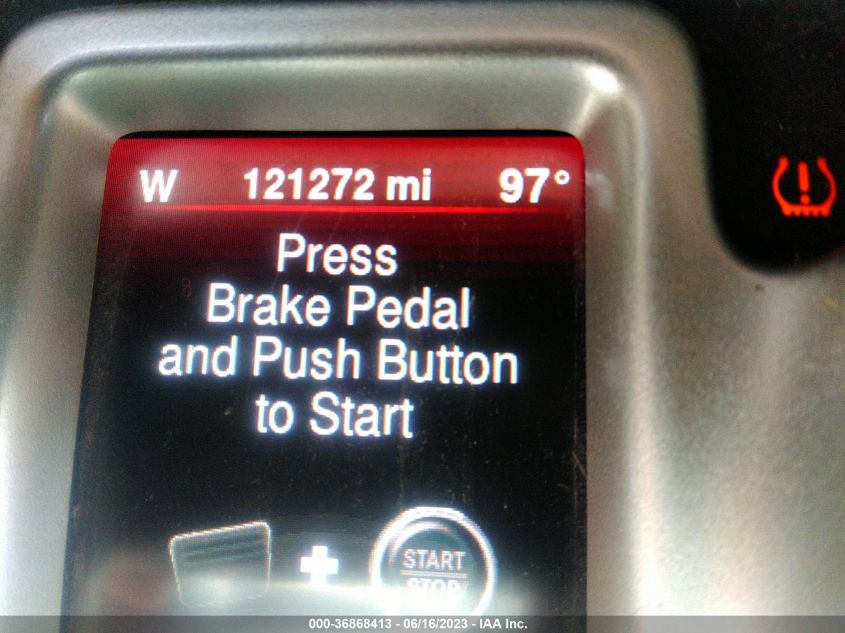 W 121272 mi 97°
Press
Brake Pedal
and Push Button
to Start
+
START
STOP
000-36868413 - 06/16/2023 - IAA Inc.